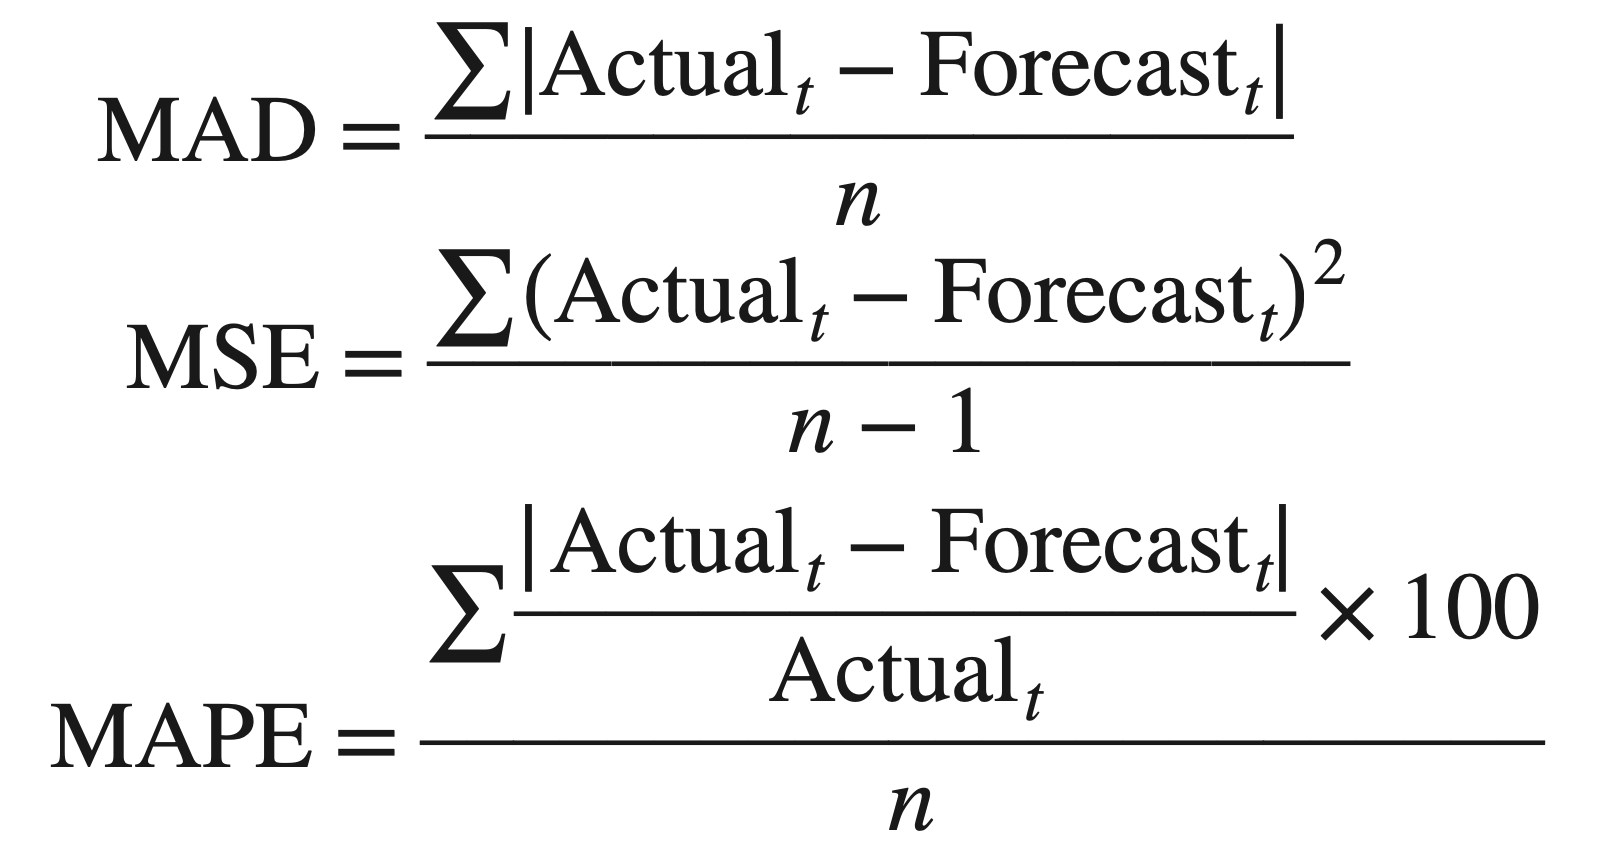 MAD = ∑|Actual_t − Forecast_t| / n
MSE = ∑(Actual_t − Forecast_t)² / (n − 1)
MAPE = (∑ (|Actual_t − Forecast_t| / Actual_t) × 100) / n